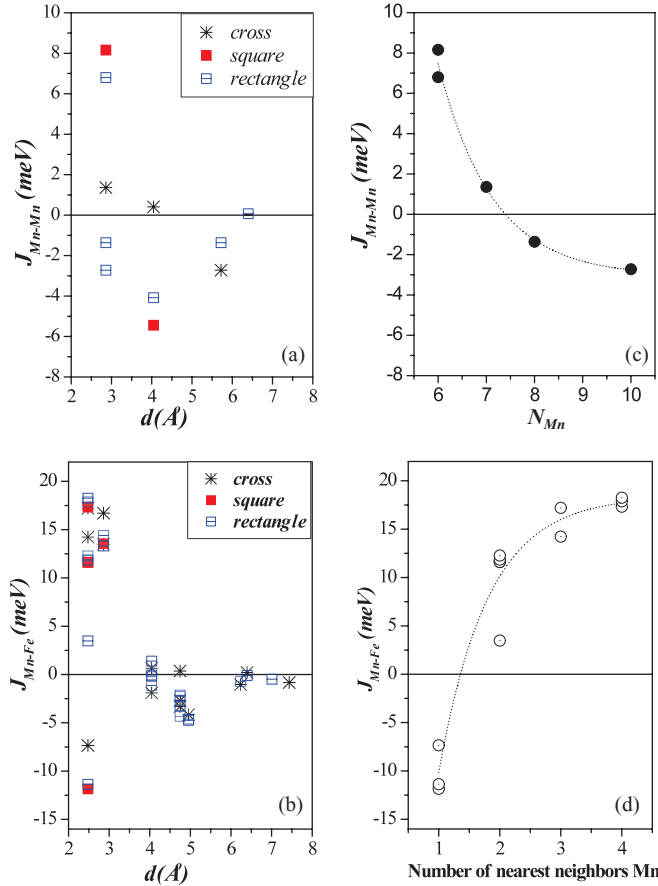 cross
square
rectangle
10
8
6
4
2
0
-2
-4
-6
-8
J_Mn-Mn (meV)
(a)
2 3 4 5 6 7 8
d(Å)
10
8
6
4
2
0
-2
-4
-6
-8
J_Mn-Mn (meV)
(c)
6 7 8 9 10
N_Mn
cross
square
rectangle
20
15
10
5
0
-5
-10
-15
J_Mn-Fe (meV)
(b)
2 3 4 5 6 7 8
d(Å)
20
15
10
5
0
-5
-10
-15
J_Mn-Fe (meV)
(d)
1 2 3 4
Number of nearest neighbors Mn